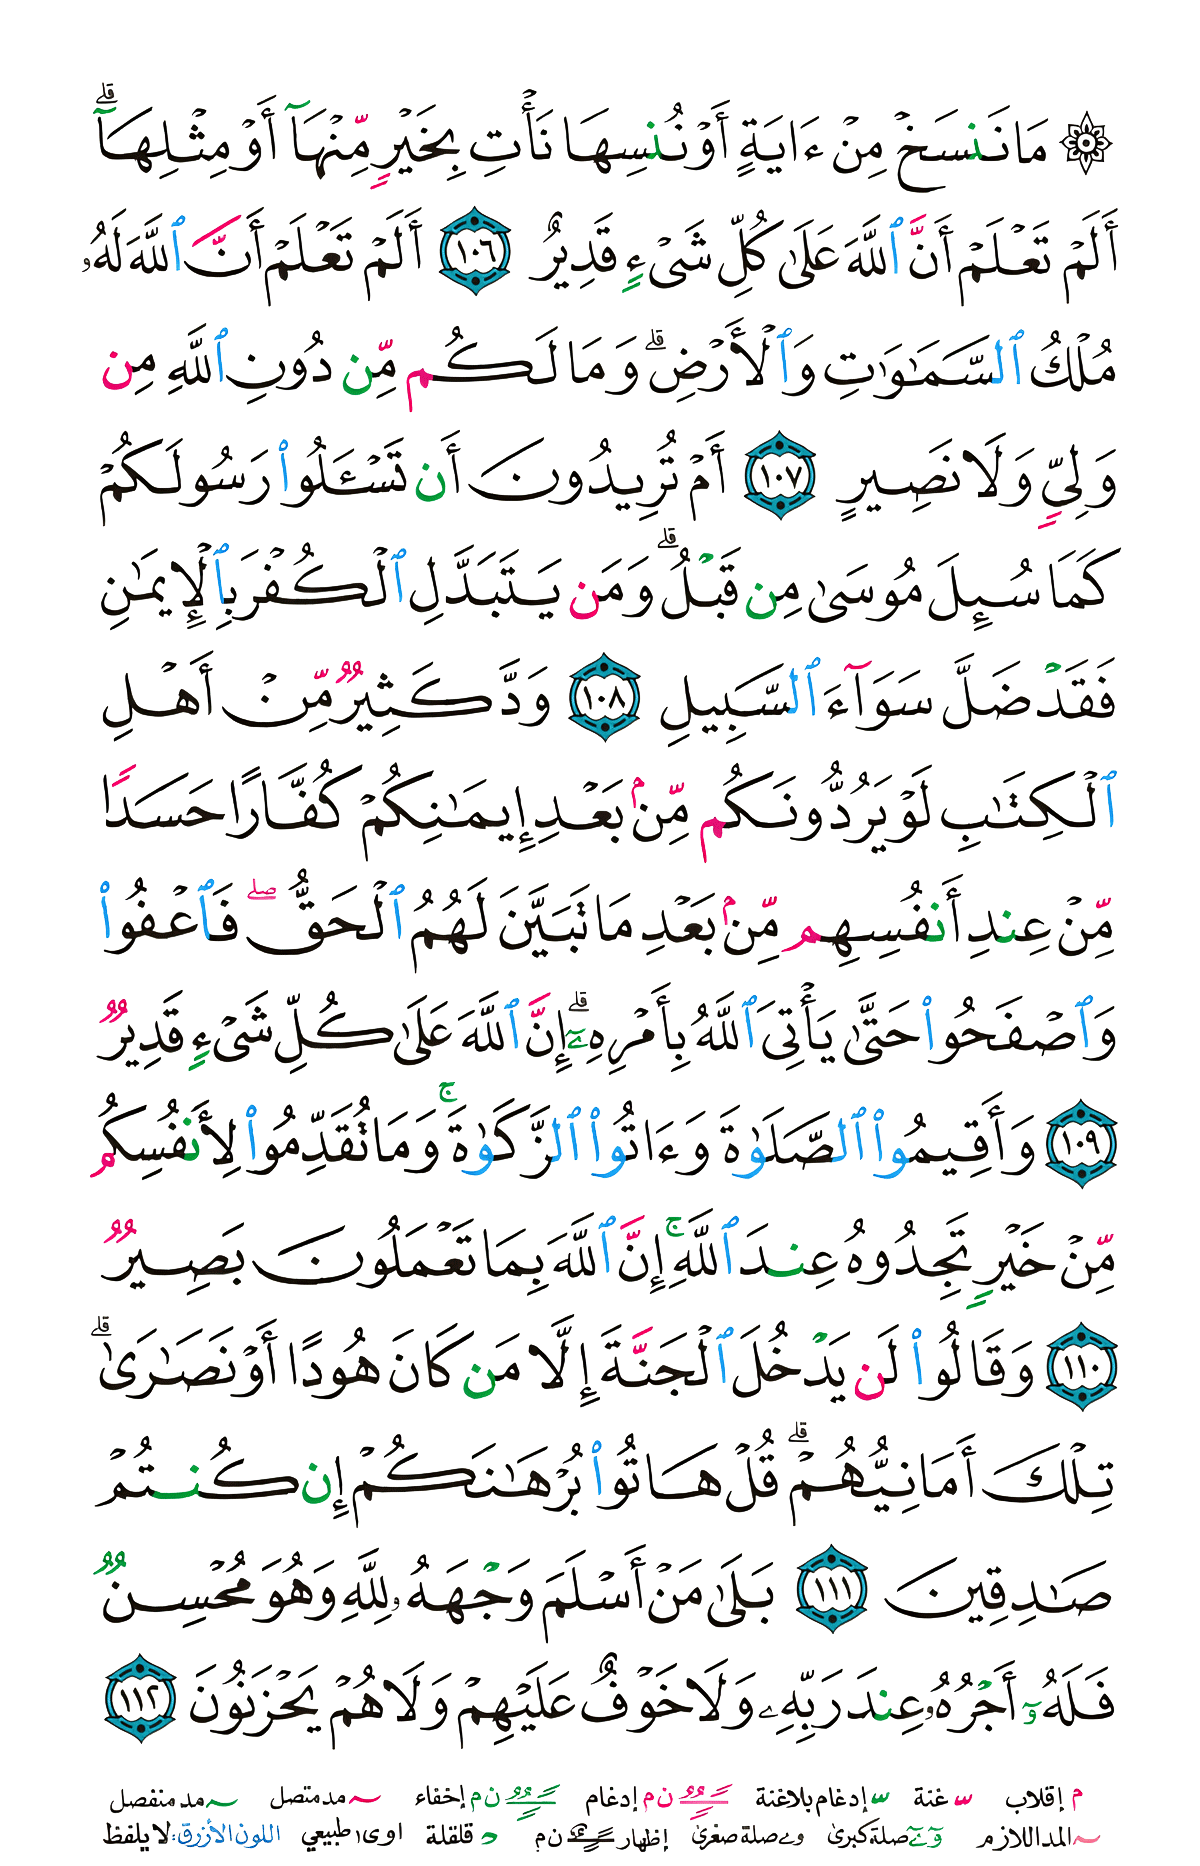 ۞ مَا نَنسَخْ مِنْ ءَايَةٍ أَوْ نُنسِهَا نَأْتِ بِخَيْرٍ مِّنْهَآ أَوْ مِثْلِهَآ ۗ
أَلَمْ تَعْلَمْ أَنَّ ٱللَّهَ عَلَىٰ كُلِّ شَىْءٍ قَدِيرٌ ١٠٦ أَلَمْ تَعْلَمْ أَنَّ ٱللَّهَ لَهُۥ
مُلْكُ ٱلسَّمَـٰوَٰتِ وَٱلْأَرْضِ ۗ وَمَا لَكُم مِّن دُونِ ٱللَّهِ مِن
وَلِىٍّ وَلَا نَصِيرٍ ١٠٧ أَمْ تُرِيدُونَ أَن تَسْـَٔلُوا۟ رَسُولَكُمْ
كَمَا سُئِلَ مُوسَىٰ مِن قَبْلُ ۗ وَمَن يَتَبَدَّلِ ٱلْكُفْرَ بِٱلْإِيمَـٰنِ
فَقَدْ ضَلَّ سَوَآءَ ٱلسَّبِيلِ ١٠٨ وَدَّ كَثِيرٌ مِّنْ أَهْلِ
ٱلْكِتَـٰبِ لَوْ يَرُدُّونَكُم مِّنۢ بَعْدِ إِيمَـٰنِكُمْ كُفَّارًا حَسَدًا
مِّنْ عِندِ أَنفُسِهِم مِّنۢ بَعْدِ مَا تَبَيَّنَ لَهُمُ ٱلْحَقُّ ۖ فَٱعْفُوا۟
وَٱصْفَحُوا۟ حَتَّىٰ يَأْتِىَ ٱللَّهُ بِأَمْرِهِۦٓ ۗ إِنَّ ٱللَّهَ عَلَىٰ كُلِّ شَىْءٍ قَدِيرٌ
١٠٩ وَأَقِيمُوا۟ ٱلصَّلَوٰةَ وَءَاتُوا۟ ٱلزَّكَوٰةَ ۚ وَمَا تُقَدِّمُوا۟ لِأَنفُسِكُم
مِّنْ خَيْرٍ تَجِدُوهُ عِندَ ٱللَّهِ ۚ إِنَّ ٱللَّهَ بِمَا تَعْمَلُونَ بَصِيرٌ
١١٠ وَقَالُوا۟ لَن يَدْخُلَ ٱلْجَنَّةَ إِلَّا مَن كَانَ هُودًا أَوْ نَصَـٰرَىٰ ۗ
تِلْكَ أَمَانِيُّهُمْ ۗ قُلْ هَاتُوا۟ بُرْهَـٰنَكُمْ إِن كُنتُمْ
صَـٰدِقِينَ ١١١ بَلَىٰ مَنْ أَسْلَمَ وَجْهَهُۥ لِلَّهِ وَهُوَ مُحْسِنٌ
فَلَهُۥٓ أَجْرُهُۥ عِندَ رَبِّهِۦ وَلَا خَوْفٌ عَلَيْهِمْ وَلَا هُمْ يَحْزَنُونَ ١١٢
م إقلاب ّ غنة ّ إدغام بلاغنة ـًـٍـٌ ن م إدغام ـًـٍـٌ ن م إخفاء ~ مد متصل ~ مد منفصل
~ المد اللازم وۤ ےۤ صلة كبرى و ے صلة صغرى إظهار ـًـٍـٌ ن م د قلقلة ا و ى ا طبيعي اللون الأزرق: لا يلفظ